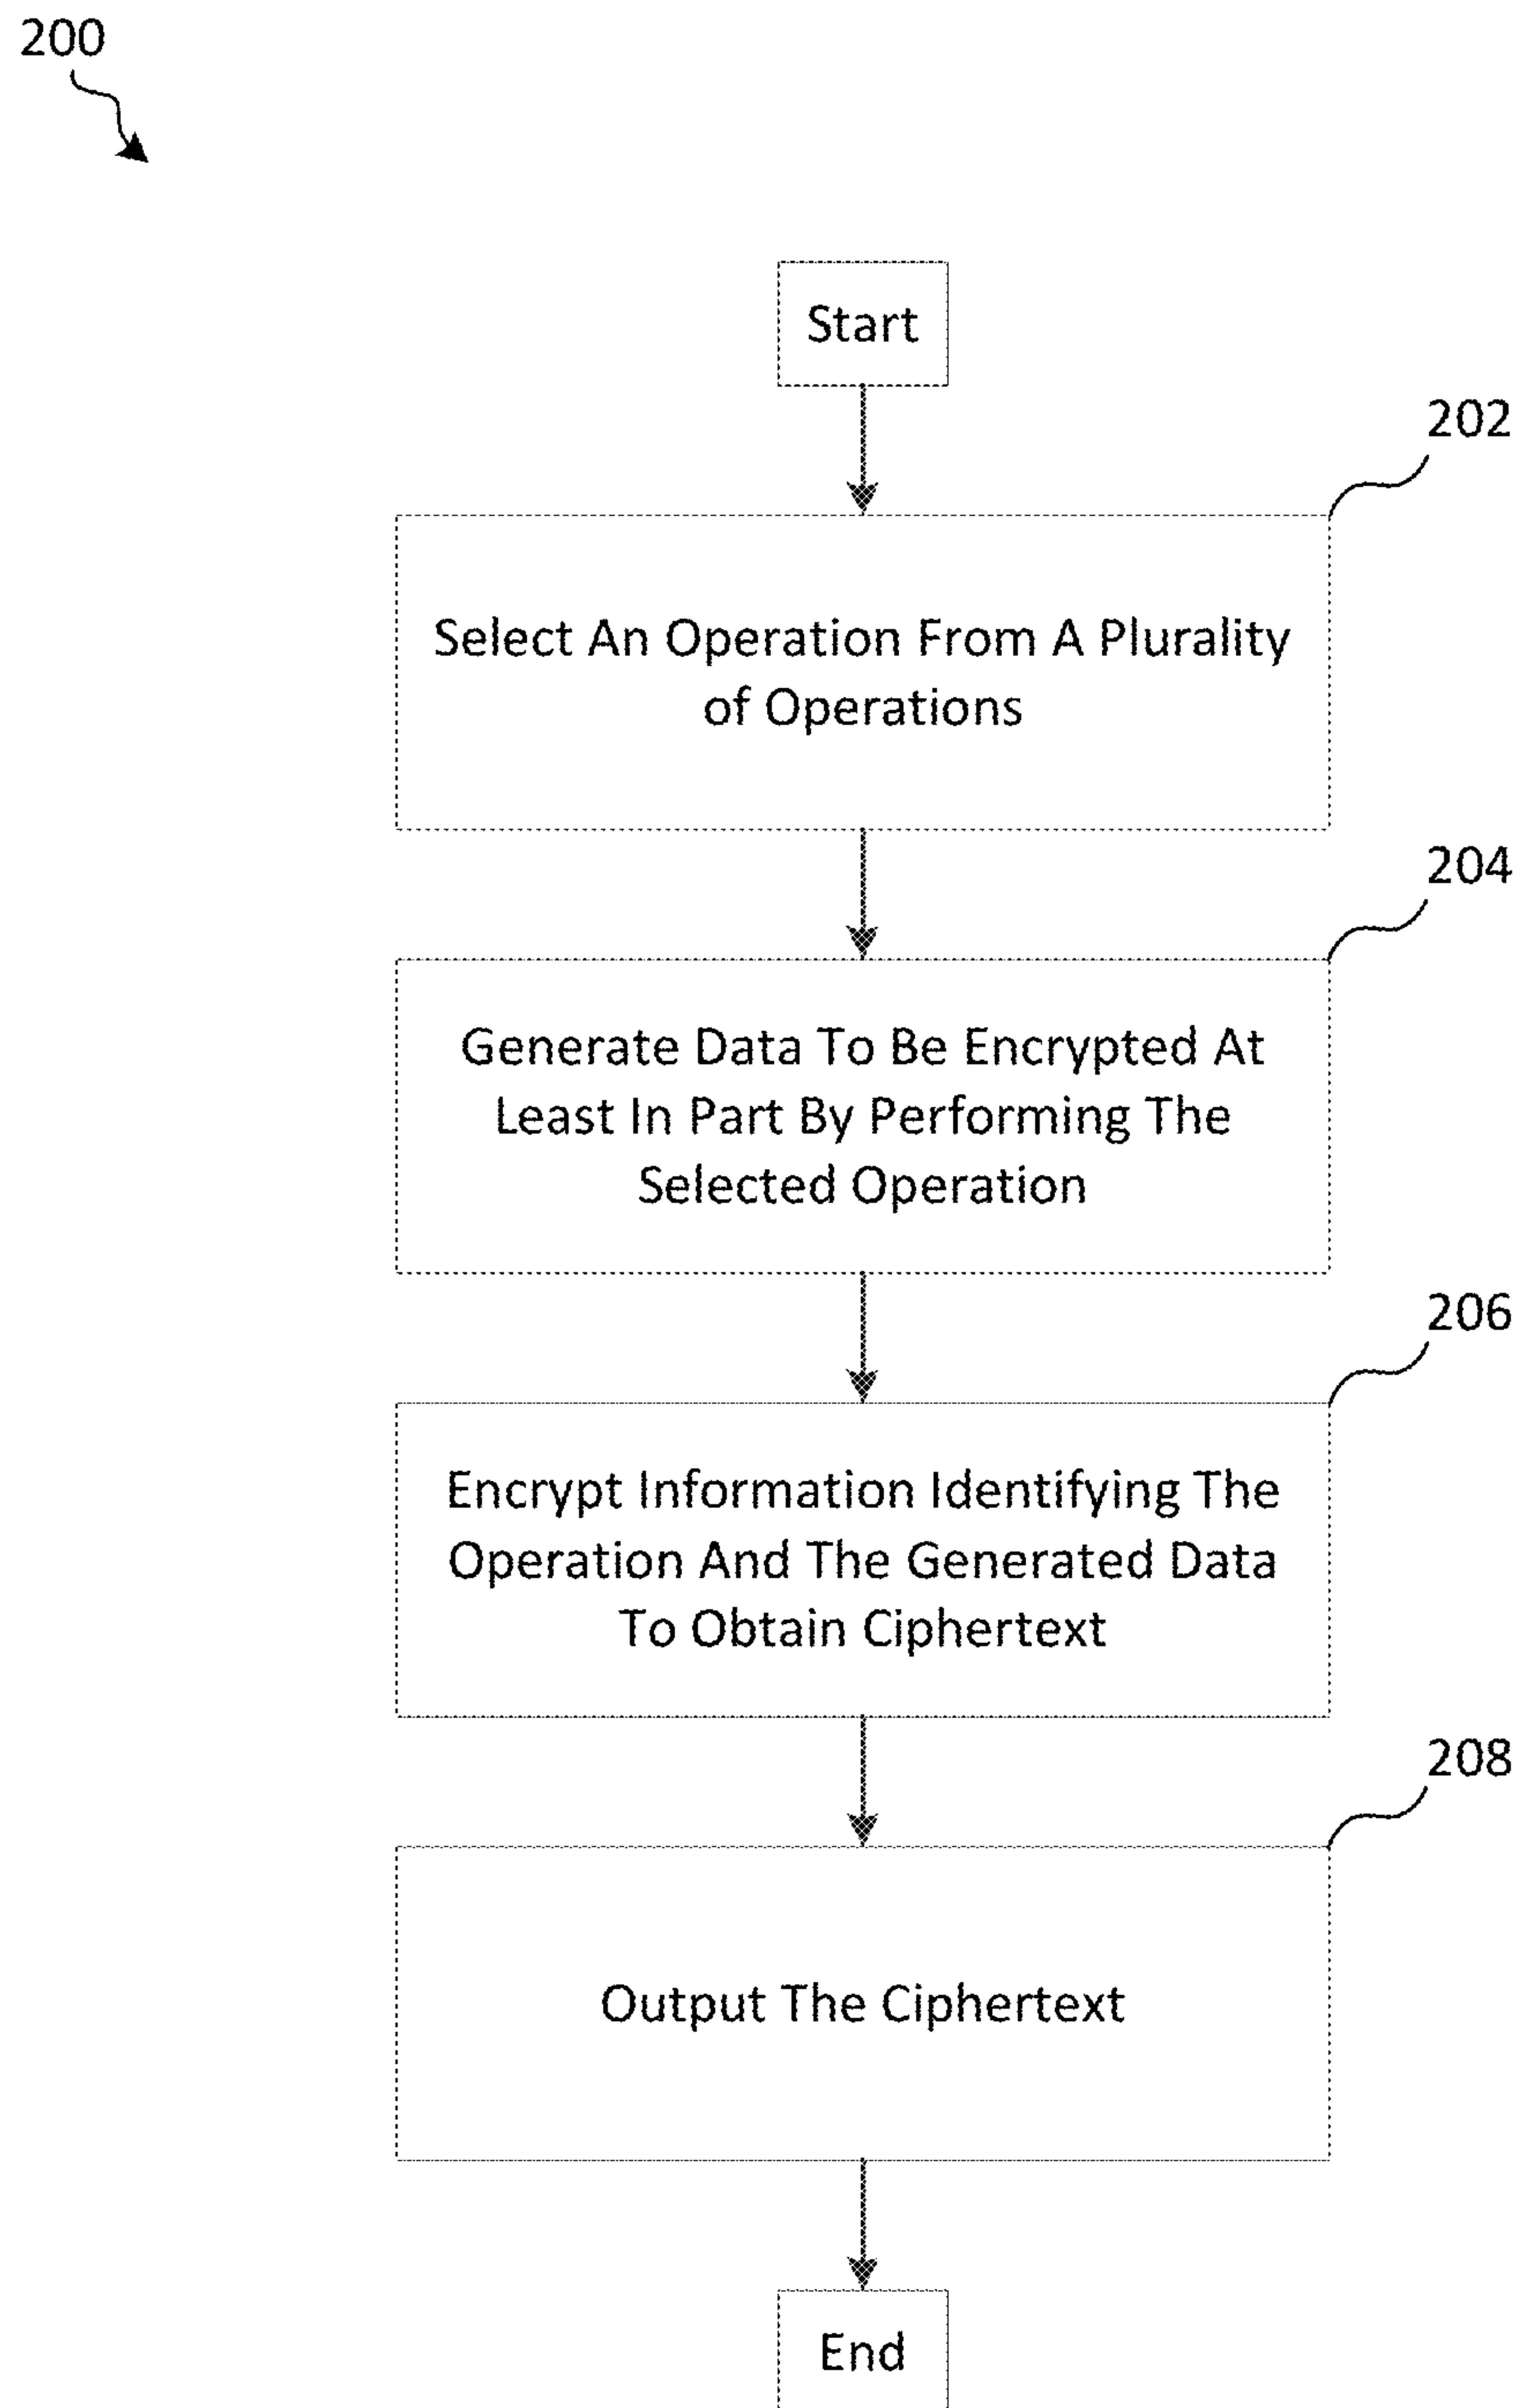 200
Start
202
Select An Operation From A Plurality
of Operations
204
Generate Data To Be Encrypted At
Least In Part By Performing The
Selected Operation
206
Encrypt Information Identifying The
Operation And The Generated Data
To Obtain Ciphertext
208
Output The Ciphertext
End